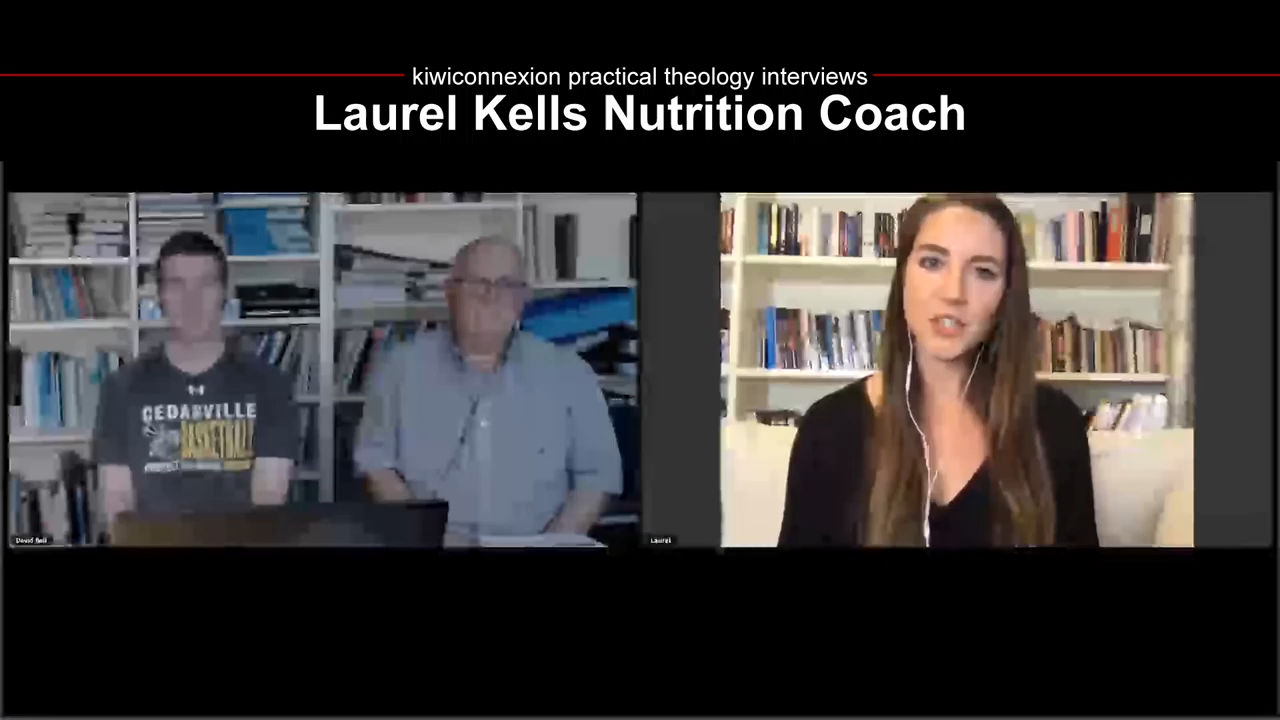 kiwiconnexion practical theology interviews
Laurel Kells Nutrition Coach
CEDARVILLE
BASKETBALL
David Bell
Laurel